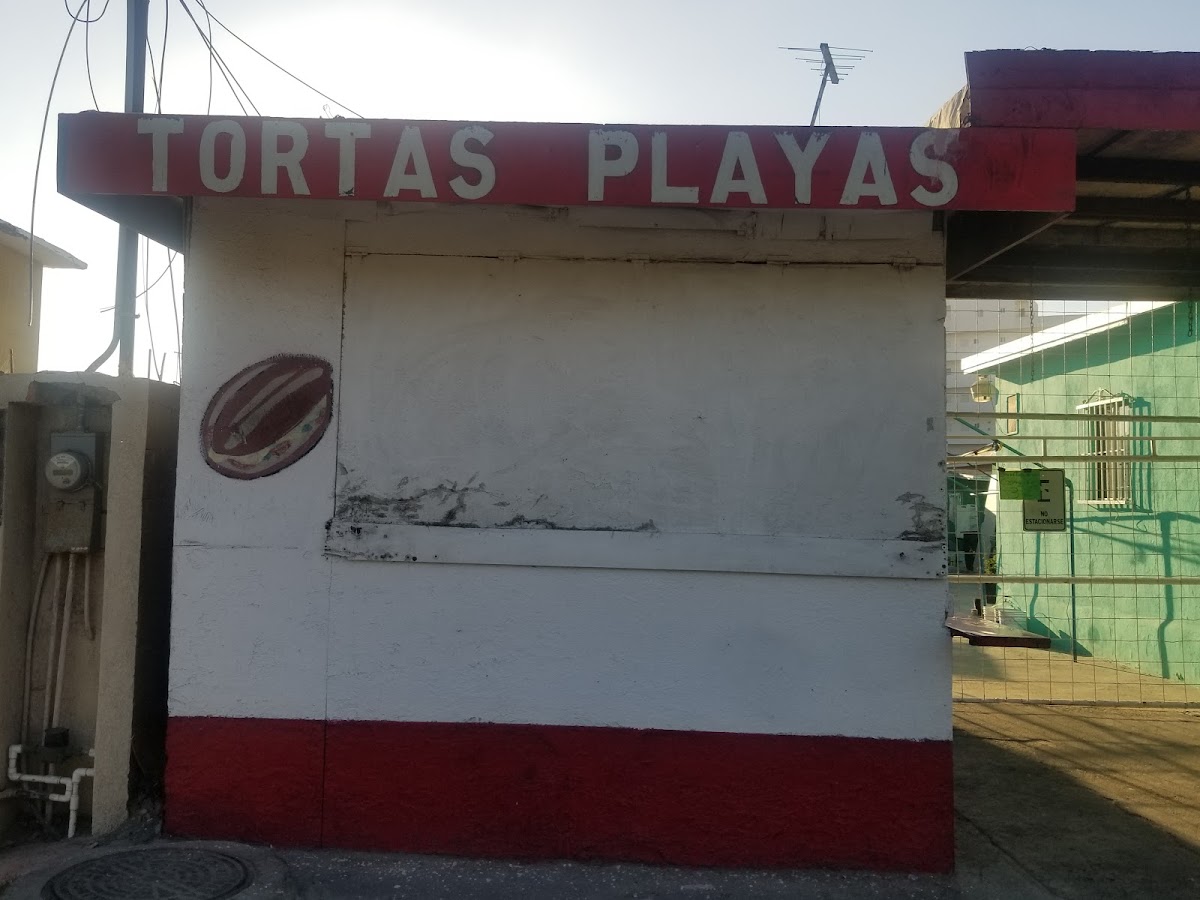 TORTAS PLAYAS
E
NO
ESTACIONARSE